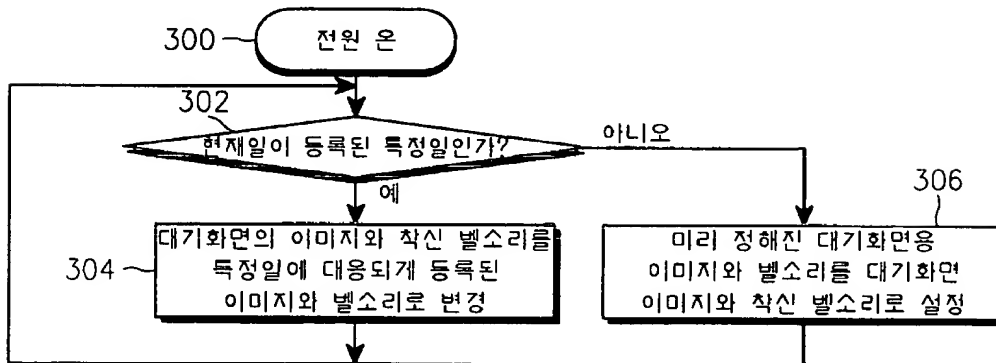 300
전원 온
302
현재일이 등록된 특정일인가?
아니오
예
306
304
대기화면의 이미지와 착신 벨소리를
특정일에 대응되게 등록된
이미지와 벨소리로 변경
미리 정해진 대기화면용
이미지와 벨소리를 대기화면
이미지와 착신 벨소리로 설정